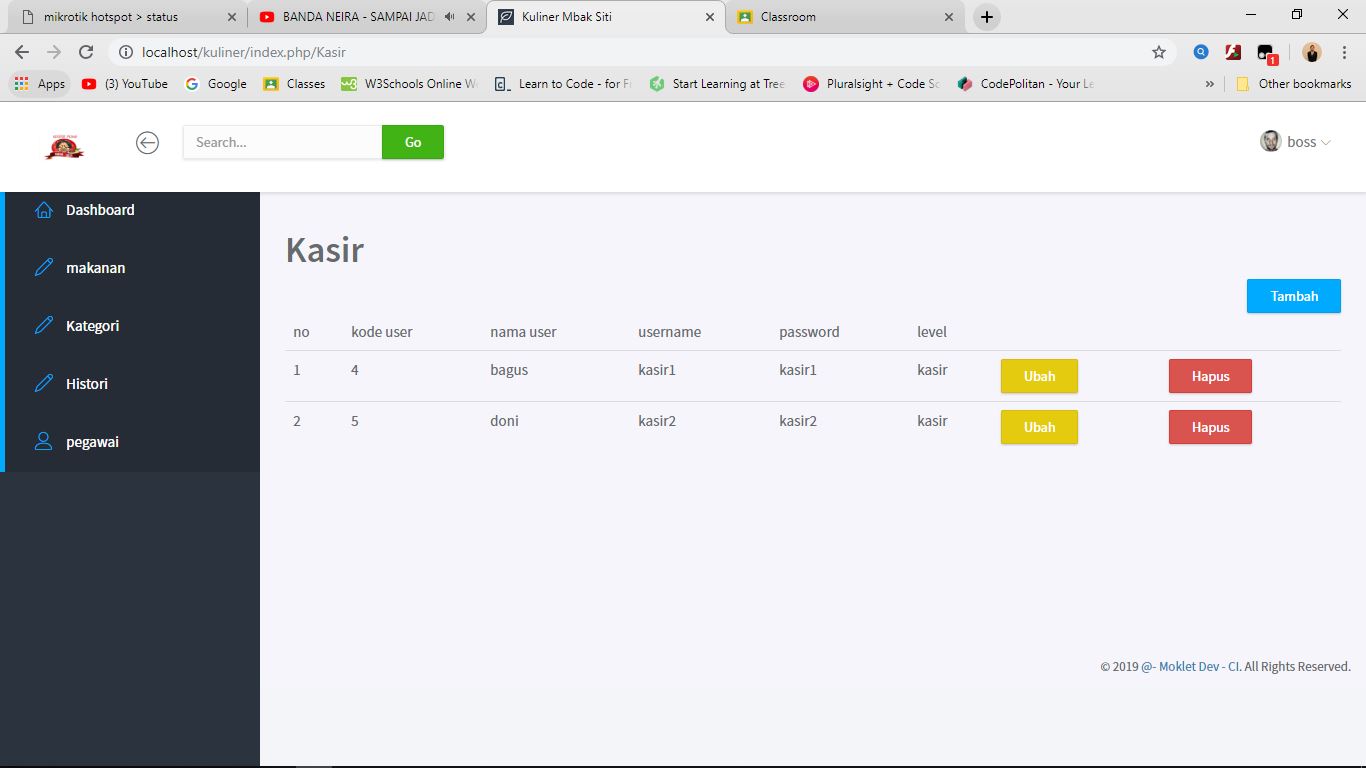 mikrotik hotspot > status
BANDA NEIRA - SAMPAI JAD
Kuliner Mbak Siti
Classroom
localhost/kuliner/index.php/Kasir
1
Apps
(3) YouTube
Google
Classes
W3Schools Online W
Learn to Code - for F
Start Learning at Tree
Pluralsight + Code Sc
CodePolitan - Your Le
»
Other bookmarks
Search...
Go
boss
Dashboard
makanan
Kategori
Histori
pegawai
Kasir
Tambah
no kode user nama user username password level
1 4 bagus kasir1 kasir1 kasir Ubah Hapus
2 5 doni kasir2 kasir2 kasir Ubah Hapus
© 2019 @- Moklet Dev - CI. All Rights Reserved.